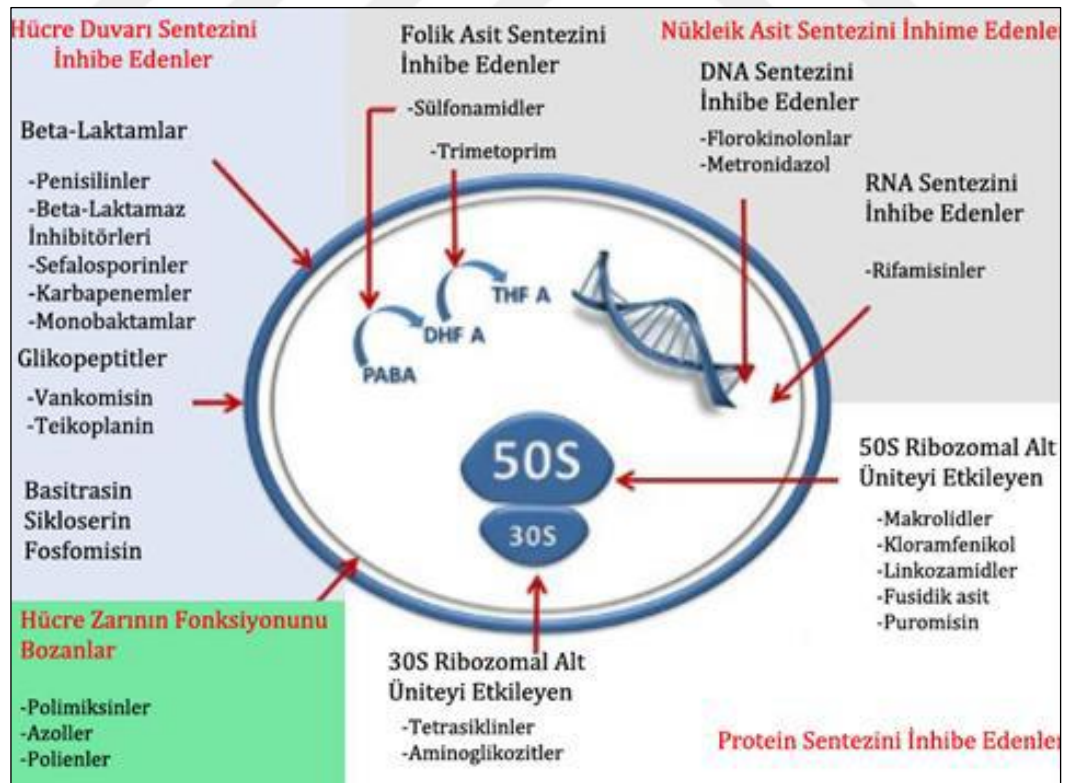 Hücre Duvarı Sentezini
İnhibe Edenler
Beta-Laktamlar
-Penisilinler
-Beta-Laktamaz
İnhibitörleri
-Sefalosporinler
-Karbapenemler
-Monobaktamlar
Glikopeptitler
-Vankomisin
-Teikoplanin
Basitrasin
Sikloserin
Fosfomisin
Hücre Zarının Fonksiyonunu
Bozanlar
-Polimiksinler
-Azoller
-Polienler
Folik Asit Sentezini
İnhibe Edenler
-Sülfonamidler
-Trimetoprim
PABA
DHF A
THF A
Nükleik Asit Sentezini İnhime Edenle
DNA Sentezini
İnhibe Edenler
-Florokinolonlar
-Metronidazol
RNA Sentezini
İnhibe Edenler
-Rifamisinler
50S
30S
50S Ribozomal Alt
Üniteyi Etkileyen
-Makrolidler
-Kloramfenikol
-Linkozamidler
-Fusidik asit
-Puromisin
30S Ribozomal Alt
Üniteyi Etkileyen
-Tetrasiklinler
-Aminoglikozitler
Protein Sentezini İnhibe Edenle